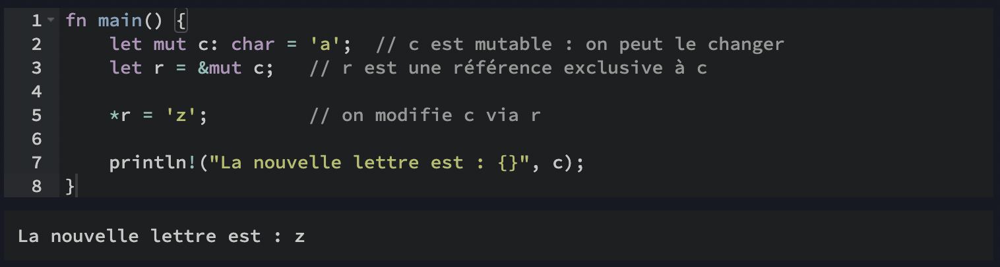 1 fn main() {
2     let mut c: char = 'a';  // c est mutable : on peut le changer
3     let r = &mut c;   // r est une référence exclusive à c
4
5     *r = 'z';         // on modifie c via r
6
7     println!("La nouvelle lettre est : {}", c);
8 }
La nouvelle lettre est : z